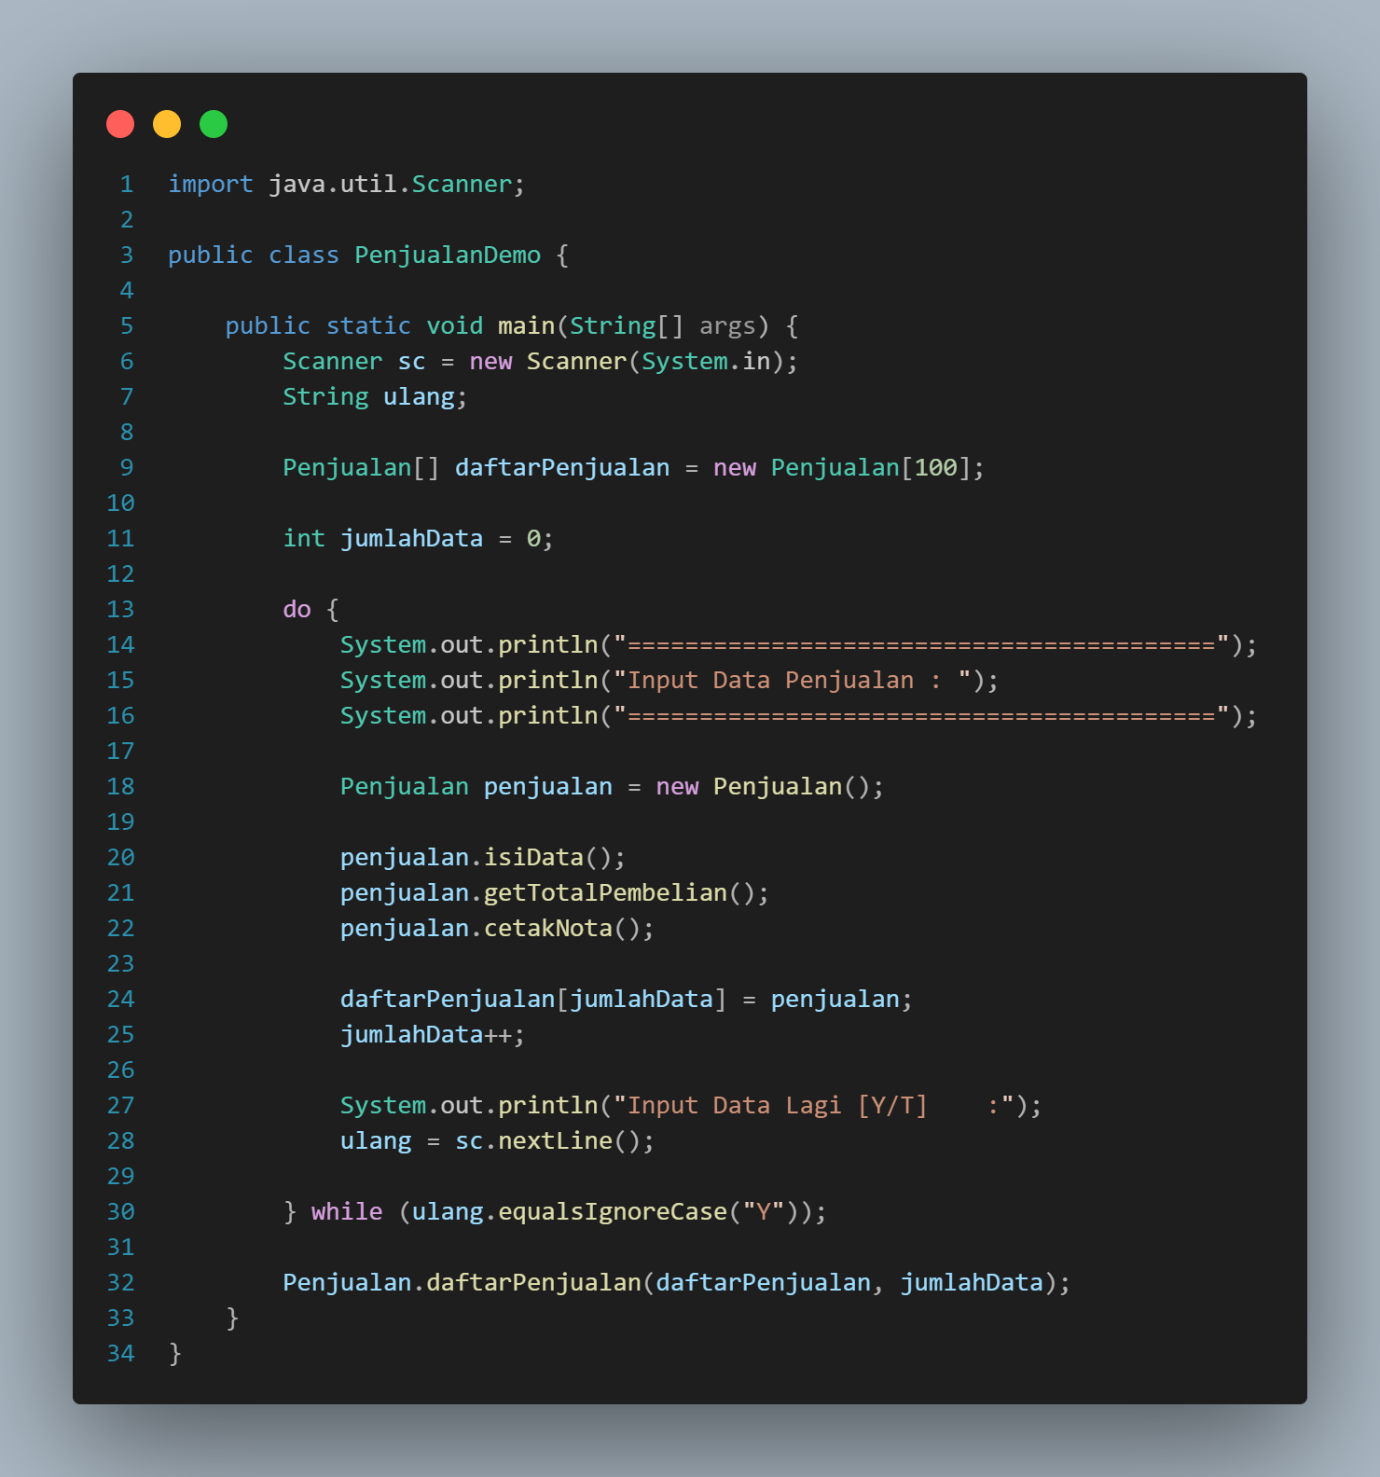 1 import java.util.Scanner;
2
3 public class PenjualanDemo {
4
5     public static void main(String[] args) {
6         Scanner sc = new Scanner(System.in);
7         String ulang;
8
9         Penjualan[] daftarPenjualan = new Penjualan[100];
10
11         int jumlahData = 0;
12
13         do {
14             System.out.println("=========================================");
15             System.out.println("Input Data Penjualan : ");
16             System.out.println("=========================================");
17
18             Penjualan penjualan = new Penjualan();
19
20             penjualan.isiData();
21             penjualan.getTotalPembelian();
22             penjualan.cetakNota();
23
24             daftarPenjualan[jumlahData] = penjualan;
25             jumlahData++;
26
27             System.out.println("Input Data Lagi [Y/T]    :");
28             ulang = sc.nextLine();
29
30         } while (ulang.equalsIgnoreCase("Y"));
31
32         Penjualan.daftarPenjualan(daftarPenjualan, jumlahData);
33     }
34 }